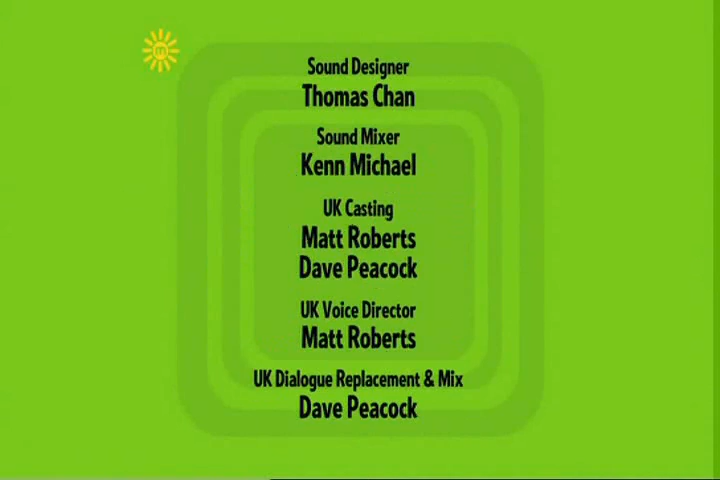 m
Sound Designer
Thomas Chan
Sound Mixer
Kenn Michael
UK Casting
Matt Roberts
Dave Peacock
UK Voice Director
Matt Roberts
UK Dialogue Replacement & Mix
Dave Peacock